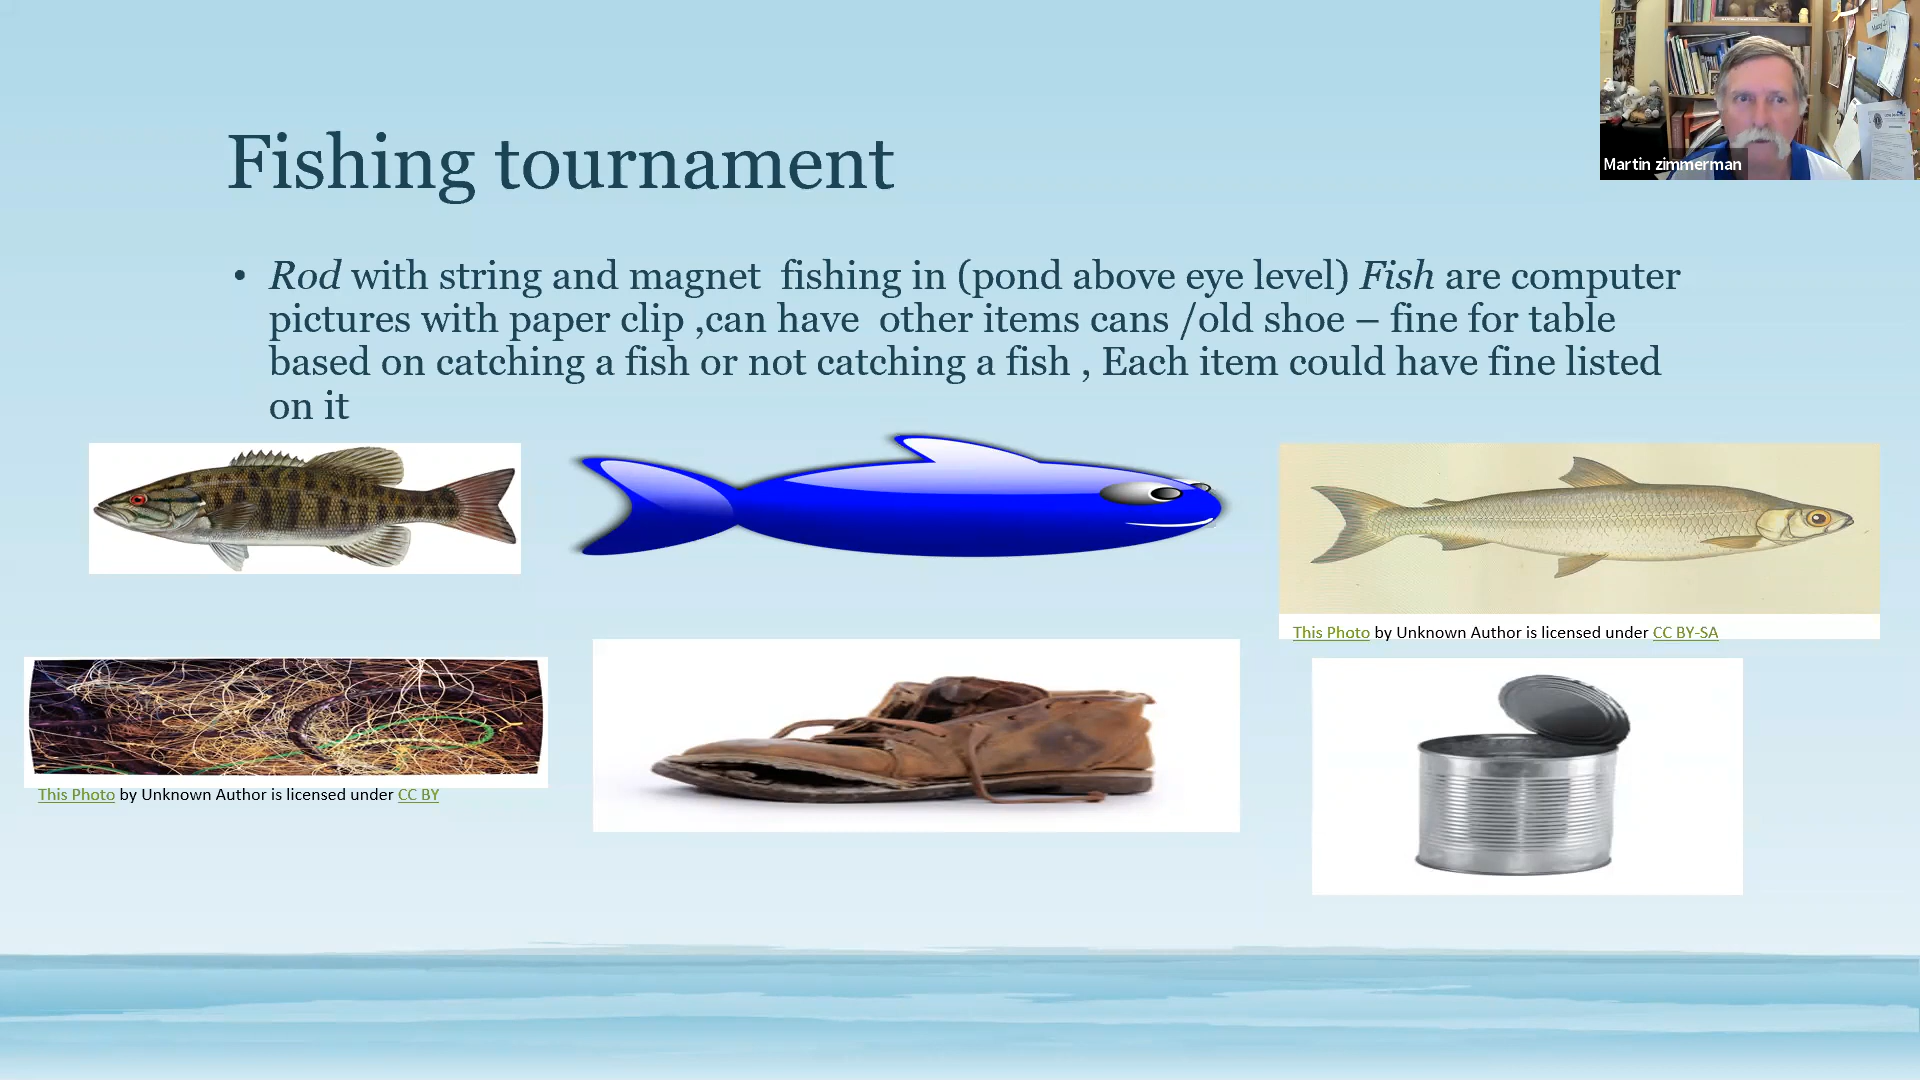 Fishing tournament
Martin zimmerman
• Rod with string and magnet  fishing in (pond above eye level) Fish are computer
pictures with paper clip ,can have  other items cans /old shoe – fine for table
based on catching a fish or not catching a fish , Each item could have fine listed
on it
This Photo by Unknown Author is licensed under CC BY-SA
This Photo by Unknown Author is licensed under CC BY